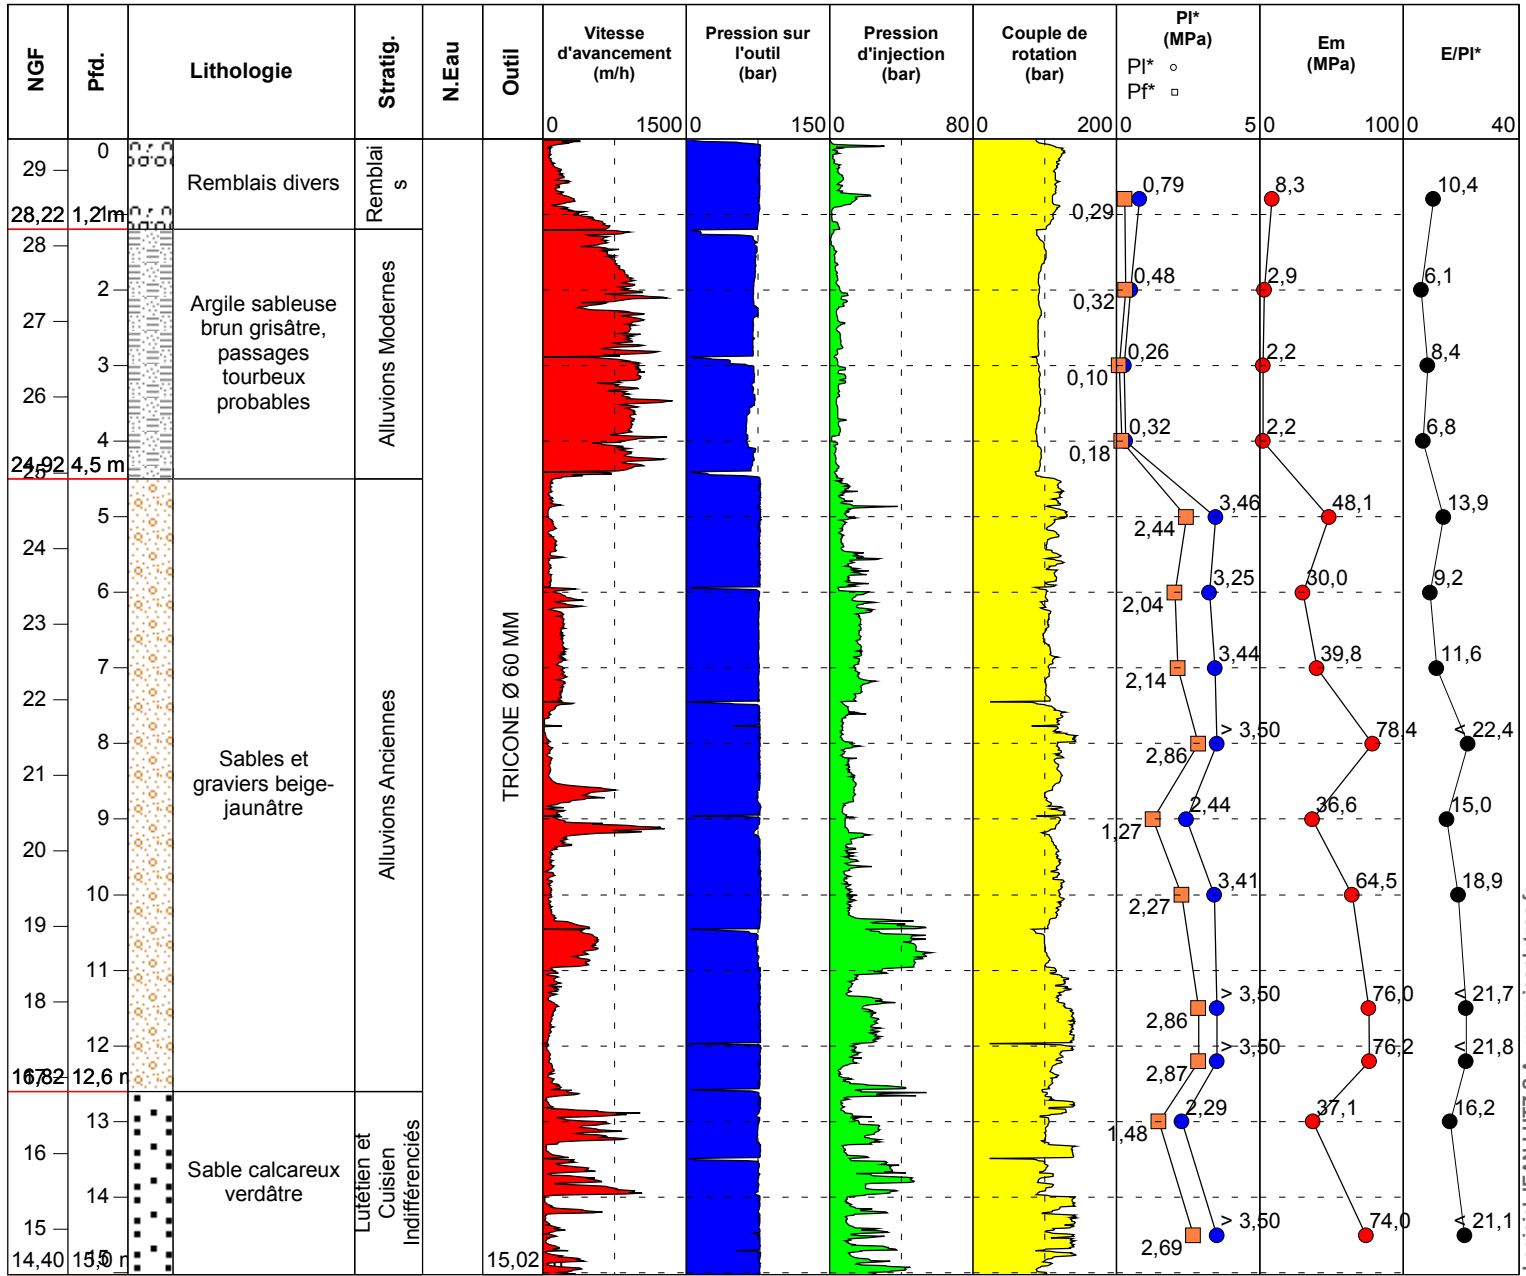 NGF
Pfd.
Lithologie
Stratig.
N.Eau
Outil
Vitesse
d'avancement
(m/h)
0 1500
Pression sur
l'outil
(bar)
0 150
Pression
d'injection
(bar)
0 80
Couple de
rotation
(bar)
0 200
Pl*
(MPa)
Pl*
Pf*
0 5
Em
(MPa)
0 100
E/Pl*
0 40
29
28,22
28
27
26
24,92
25
24
23
22
21
20
19
18
16,82
17
16
15
14,40
0
1
1,2 m
2
3
4
4,5 m
5
6
7
8
9
10
11
12
12,6 m
13
14
15
15,0 m
Remblais divers
Argile sableuse
brun grisâtre,
passages
tourbeux
probables
Sables et
graviers beige-
jaunâtre
Sable calcareux
verdâtre
Remblai
s
Alluvions Modernes
Alluvions Anciennes
Lutétien et
Cuisien
Indifférenciés
TRICONE Ø 60 MM
15,02
0,79
0,29
8,3
10,4
0,48
0,32
2,9
6,1
0,26
0,10
2,2
8,4
0,32
0,18
2,2
6,8
3,46
2,44
48,1
13,9
3,25
2,04
30,0
9,2
3,44
2,14
39,8
11,6
> 3,50
2,86
78,4
< 22,4
2,44
1,27
36,6
15,0
3,41
2,27
64,5
18,9
> 3,50
2,86
76,0
< 21,7
> 3,50
2,87
76,2
< 21,8
2,29
1,48
37,1
16,2
> 3,50
2,69
74,0
< 21,1